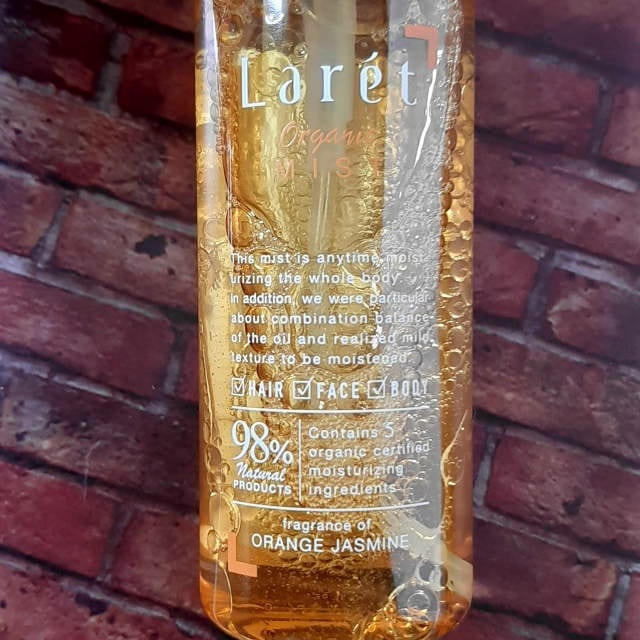 Larét
Organic
MIST
This mist is anytime moist-
urizing the whole body
In addition, we were particular
about combination balance
of the oil and realized mild
texture to be moisteoed.
HAIR FACE BODY
98%
Natural
PRODUCTS
Contains 5
organic certified
moisturizing
ingredients
fragrance of
ORANGE JASMINE